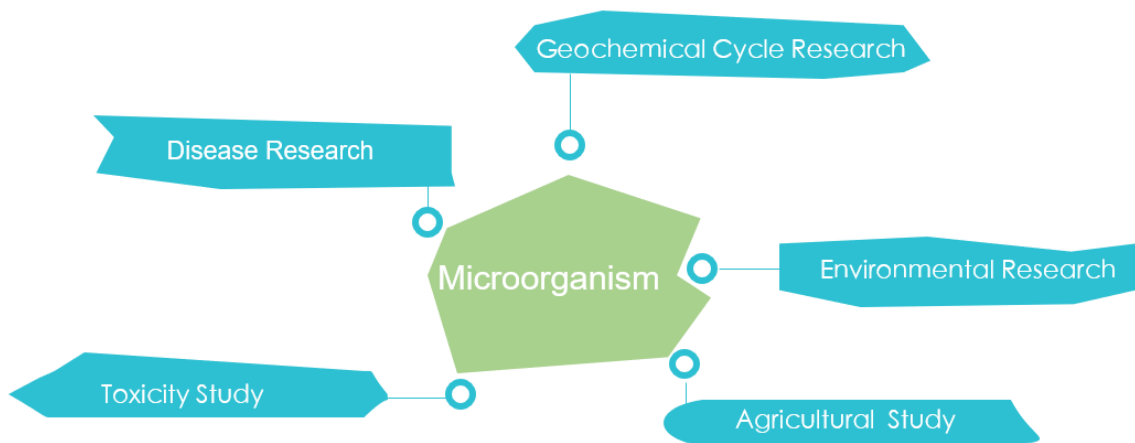 Geochemical Cycle Research
Disease Research
Microorganism
Environmental Research
Toxicity Study
Agricultural Study